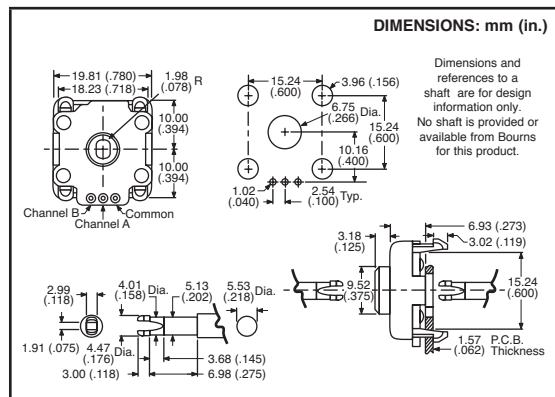 DIMENSIONS: mm (in.)
Dimensions and
references to a
shaft are for design
information only.
No shaft is provided or
available from Bourns
for this product.
19.81 (.780)
18.23 (.718)
1.98
(.078)
R
10.00
(.394)
10.00
(.394)
Channel B
Channel A
Common
15.24
(.600)
3.96 (.156)
6.75
(.266)
Dia.
15.24
(.600)
10.16
(.400)
1.02
(.040)
2.54
(.100)
Typ.
3.18
(.125)
6.93 (.273)
3.02 (.119)
9.52
(.375)
15.24
(.600)
1.57
(.062)
P.C.B.
Thickness
2.99
(.118)
4.01
(.158)
Dia.
5.13
(.202)
5.53
(.218)
Dia.
1.91 (.075)
4.47
(.176)
Dia.
3.68 (.145)
3.00 (.118)
6.98 (.275)